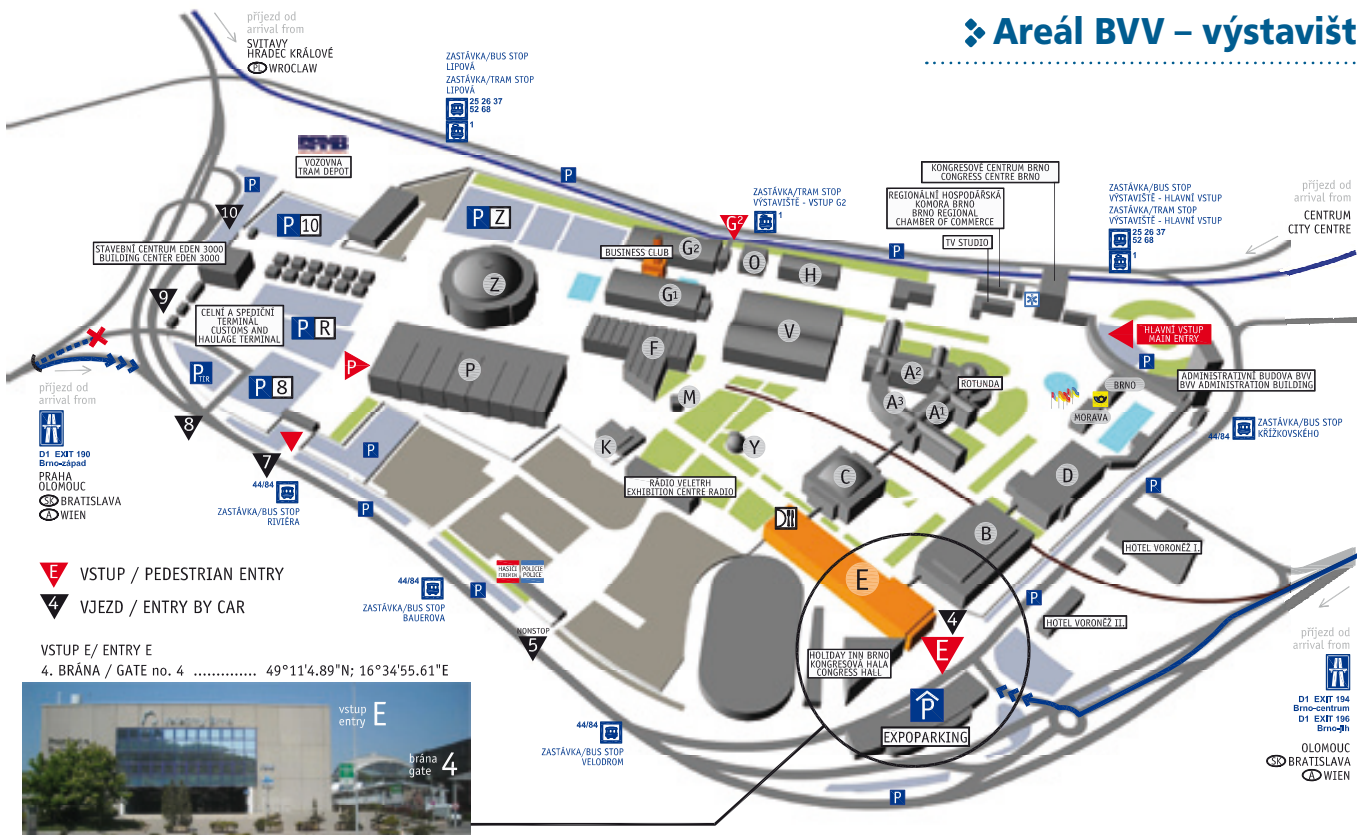 Areál BVV – výstavišt
příjezd od
arrival from
SVITAVY
HRADEC KRÁLOVÉ
PL WROCLAW
ZASTÁVKA/BUS STOP
LIPOVÁ
ZASTÁVKA/TRAM STOP
LIPOVÁ
25 26 37
52 68
1
VOZOVNA
TRAM DEPOT
P
P
10
P 10
P Z
ZASTÁVKA/TRAM STOP
VÝSTAVIŠTĚ - VSTUP G2
1
G2
KONGRESOVÉ CENTRUM BRNO
CONGRESS CENTRE BRNO
REGIONÁLNÍ HOSPODÁŘSKÁ
KOMORA BRNO
BRNO REGIONAL
CHAMBER OF COMMERCE
TV STUDIO
ZASTÁVKA/BUS STOP
VÝSTAVIŠTĚ - HLAVNÍ VSTUP
ZASTÁVKA/TRAM STOP
VÝSTAVIŠTĚ - HLAVNÍ VSTUP
25 26 37
52 68
1
příjezd od
arrival from
CENTRUM
CITY CENTRE
STAVEBNÍ CENTRUM EDEN 3000
BUILDING CENTER EDEN 3000
BUSINESS CLUB
G2
O
H
P
Z
G1
9
CELNÍ A SPEDIČNÍ
TERMINÁL
CUSTOMS AND
HAULAGE TERMINAL
P R
V
F
HLAVNÍ VSTUP
MAIN ENTRY
P
P TIR
P 8
P
P
A2
ROTUNDA
ADMINISTRATIVNÍ BUDOVA BVV
BVV ADMINISTRATION BUILDING
BRNO
MORAVA
M
A3
A1
příjezd od
arrival from
D1 EXIT 190
Brno-západ
PRAHA
OLOMOUC
SK BRATISLAVA
A WIEN
8
7
P
K
Y
44/84
ZASTÁVKA/BUS STOP
KŘÍŽKOVSKÉHO
44/84
ZASTÁVKA/BUS STOP
RIVIÉRA
P
RÁDIO VELETRH
EXHIBITION CENTRE RADIO
C
D
P
B
HOTEL VORONĚŽ I.
E VSTUP / PEDESTRIAN ENTRY
4 VJEZD / ENTRY BY CAR
HASIČI
FIREMEN
POLICIE
POLICE
44/84
ZASTÁVKA/BUS STOP
BAUEROVA
P
E
4
P
HOTEL VORONĚŽ II.
NONSTOP
5
HOLIDAY INN BRNO
KONGRESOVÁ HALA
CONGRESS HALL
E
P
EXPOPARKING
VSTUP E/ ENTRY E
4. BRÁNA / GATE no. 4 .............. 49°11'4.89"N; 16°34'55.61"E
vstup
entry E
brána
gate 4
44/84
ZASTÁVKA/BUS STOP
VELODROM
P
příjezd od
arrival from
D1 EXIT 194
Brno-centrum
D1 EXIT 196
Brno-jih
OLOMOUC
SK BRATISLAVA
A WIEN